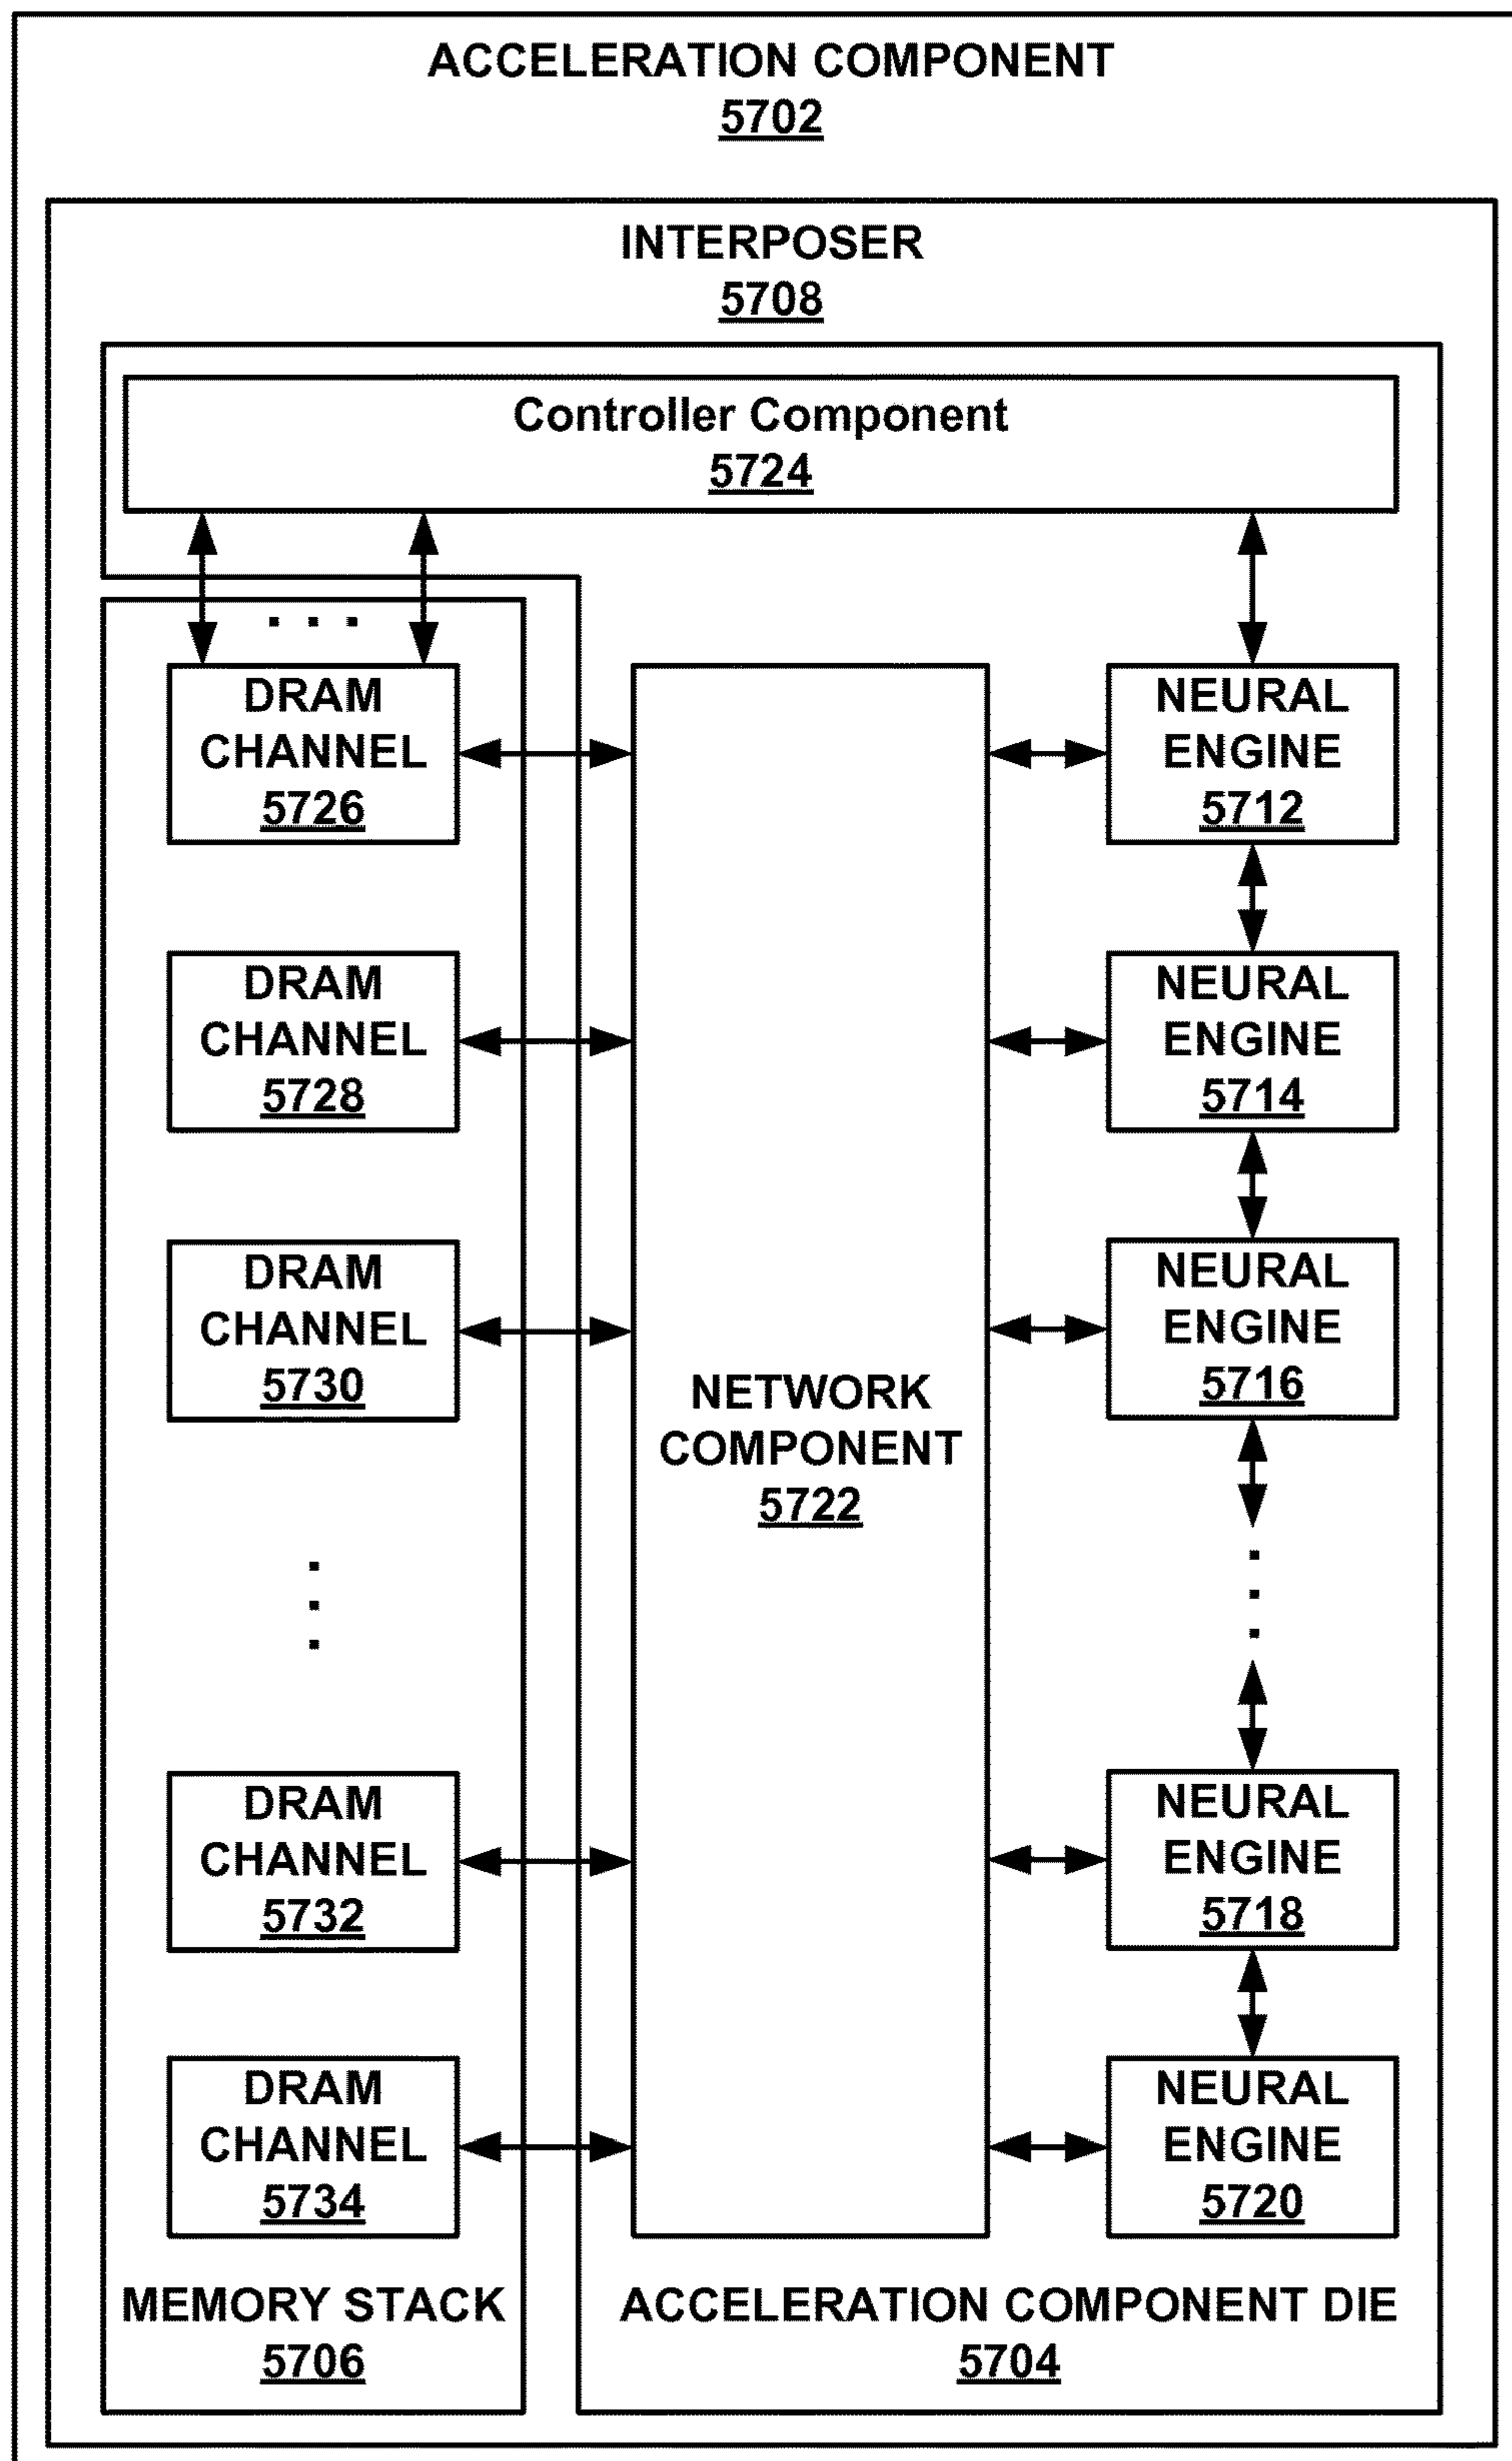 ACCELERATION COMPONENT
5702
INTERPOSER
5708
Controller Component
5724
. . .
DRAM
CHANNEL
5726
DRAM
CHANNEL
5728
DRAM
CHANNEL
5730
.
.
.
DRAM
CHANNEL
5732
DRAM
CHANNEL
5734
MEMORY STACK
5706
NETWORK
COMPONENT
5722
NEURAL
ENGINE
5712
NEURAL
ENGINE
5714
NEURAL
ENGINE
5716
.
.
.
NEURAL
ENGINE
5718
NEURAL
ENGINE
5720
ACCELERATION COMPONENT DIE
5704